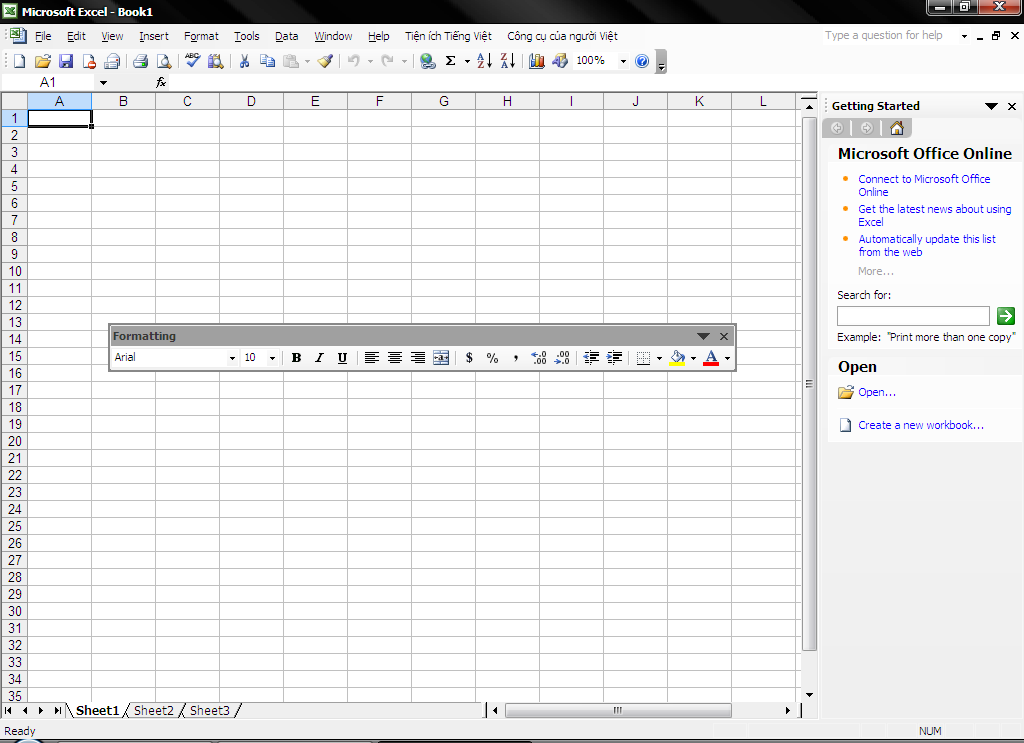 Microsoft Excel - Book1
File Edit View Insert Format Tools Data Window Help Tiện ích Tiếng Việt Công cụ của người Việt Type a question for help
ABC Σ A Z Z A 100% ?
A1 fx
A B C D E F G H I J K L
1
2
3
4
5
6
7
8
9
10
11
12
13
14
15
16
17
18
19
20
21
22
23
24
25
26
27
28
29
30
31
32
33
34
35
Formatting
Arial 10 B I U a $ % , ←.0 .00 .00 →.0 A
Getting Started
Microsoft Office Online
Connect to Microsoft Office
Online
Get the latest news about using
Excel
Automatically update this list
from the web
More...
Search for:
Example: "Print more than one copy"
Open
Open...
Create a new workbook...
Sheet1 Sheet2 Sheet3
Ready NUM